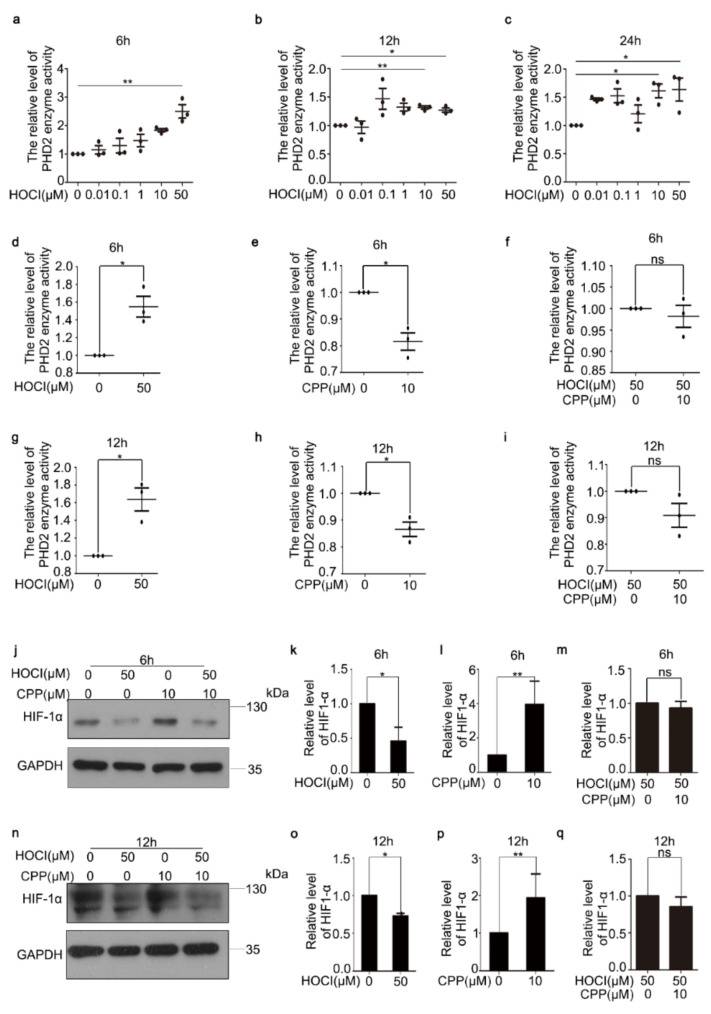 a
6h
The relative level of
PHD2 enzyme activity
4
3
2
1
0
**
HOCl(μM) 0 0.01 0.1 1 10 50
b
12h
The relative level of
PHD2 enzyme activity
2.0
1.5
1.0
0.5
0.0
*
**
HOCl(μM) 0 0.01 0.1 1 10 50
c
24h
The relative level of
PHD2 enzyme activity
2.0
1.5
1.0
0.5
0.0
*
*
HOCl(μM) 0 0.01 0.1 1 10 50
d
6h
The relative level of
PHD2 enzyme activity
2.0
1.8
1.6
1.4
1.2
1.0
0.8
*
HOCl(μM) 0 50
e
6h
The relative level of
PHD2 enzyme activity
1.1
1.0
0.9
0.8
0.7
*
CPP(μM) 0 10
f
6h
The relative level of
PHD2 enzyme activity
1.10
1.05
1.00
0.95
0.90
0.85
ns
HOCl(μM) 50 50
CPP(μM) 0 10
g
12h
The relative level of
PHD2 enzyme activity
2.0
1.8
1.6
1.4
1.2
1.0
0.8
*
HOCl(μM) 0 50
h
12h
The relative level of
PHD2 enzyme activity
1.1
1.0
0.9
0.8
0.7
*
CPP(μM) 0 10
i
12h
The relative level of
PHD2 enzyme activity
1.1
1.0
0.9
0.8
0.7
ns
HOCl(μM) 50 50
CPP(μM) 0 10
j
6h
HOCl(μM) 0 50 0 50
CPP(μM) 0 0 10 10
kDa
HIF-1α
130
GAPDH
35
k
6h
Relative level
of HIF1-α
1.5
1.0
0.5
0.0
*
HOCl(μM) 0 50
l
6h
Relative level
of HIF1-α
6
4
2
0
**
CPP(μM) 0 10
m
6h
Relative level
of HIF1-α
1.5
1.0
0.5
0.0
ns
HOCl(μM) 50 50
CPP(μM) 0 10
n
12h
HOCl(μM) 0 50 0 50
CPP(μM) 0 0 10 10
kDa
HIF-1α
130
GAPDH
35
o
12h
Relative level
of HIF1-α
1.5
1.0
0.5
0.0
*
HOCl(μM) 0 50
p
12h
Relative level
of HIF1-α
3
2
1
0
**
CPP(μM) 0 10
q
12h
Relative level
of HIF1-α
1.5
1.0
0.5
0.0
ns
HOCl(μM) 50 50
CPP(μM) 0 10